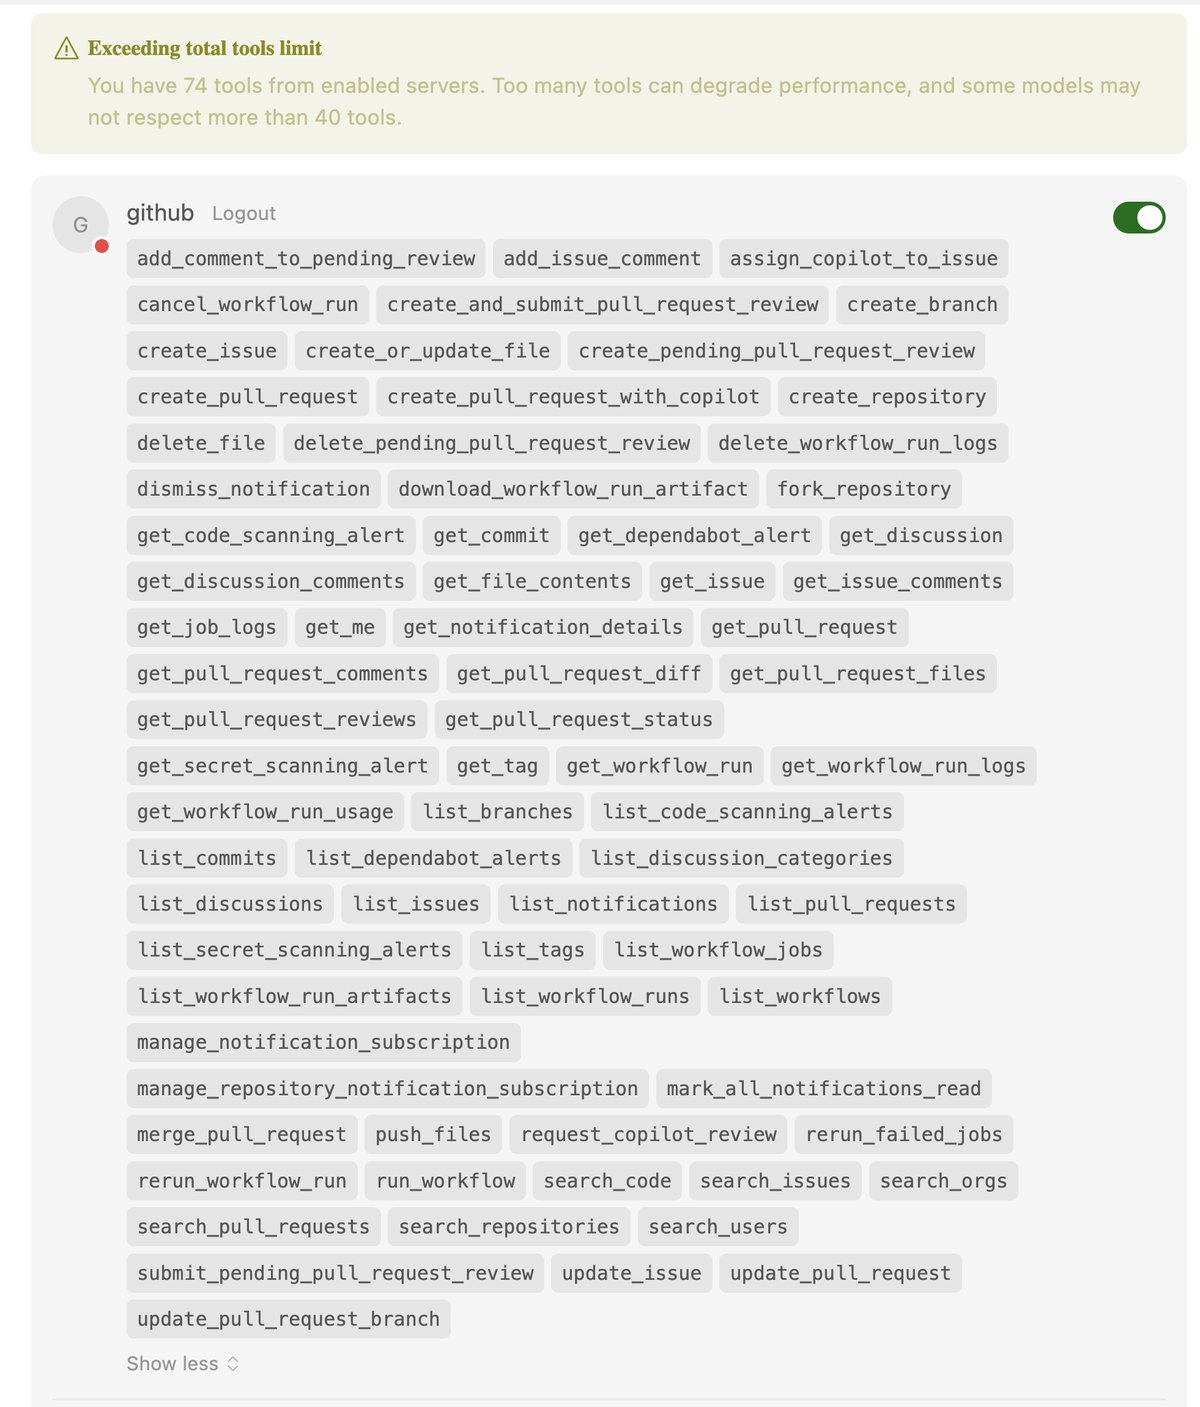 Exceeding total tools limit
You have 74 tools from enabled servers. Too many tools can degrade performance, and some models may
not respect more than 40 tools.
G
github Logout
add_comment_to_pending_review add_issue_comment assign_copilot_to_issue
cancel_workflow_run create_and_submit_pull_request_review create_branch
create_issue create_or_update_file create_pending_pull_request_review
create_pull_request create_pull_request_with_copilot create_repository
delete_file delete_pending_pull_request_review delete_workflow_run_logs
dismiss_notification download_workflow_run_artifact fork_repository
get_code_scanning_alert get_commit get_dependabot_alert get_discussion
get_discussion_comments get_file_contents get_issue get_issue_comments
get_job_logs get_me get_notification_details get_pull_request
get_pull_request_comments get_pull_request_diff get_pull_request_files
get_pull_request_reviews get_pull_request_status
get_secret_scanning_alert get_tag get_workflow_run get_workflow_run_logs
get_workflow_run_usage list_branches list_code_scanning_alerts
list_commits list_dependabot_alerts list_discussion_categories
list_discussions list_issues list_notifications list_pull_requests
list_secret_scanning_alerts list_tags list_workflow_jobs
list_workflow_run_artifacts list_workflow_runs list_workflows
manage_notification_subscription
manage_repository_notification_subscription mark_all_notifications_read
merge_pull_request push_files request_copilot_review rerun_failed_jobs
rerun_workflow_run run_workflow search_code search_issues search_orgs
search_pull_requests search_repositories search_users
submit_pending_pull_request_review update_issue update_pull_request
update_pull_request_branch
Show less